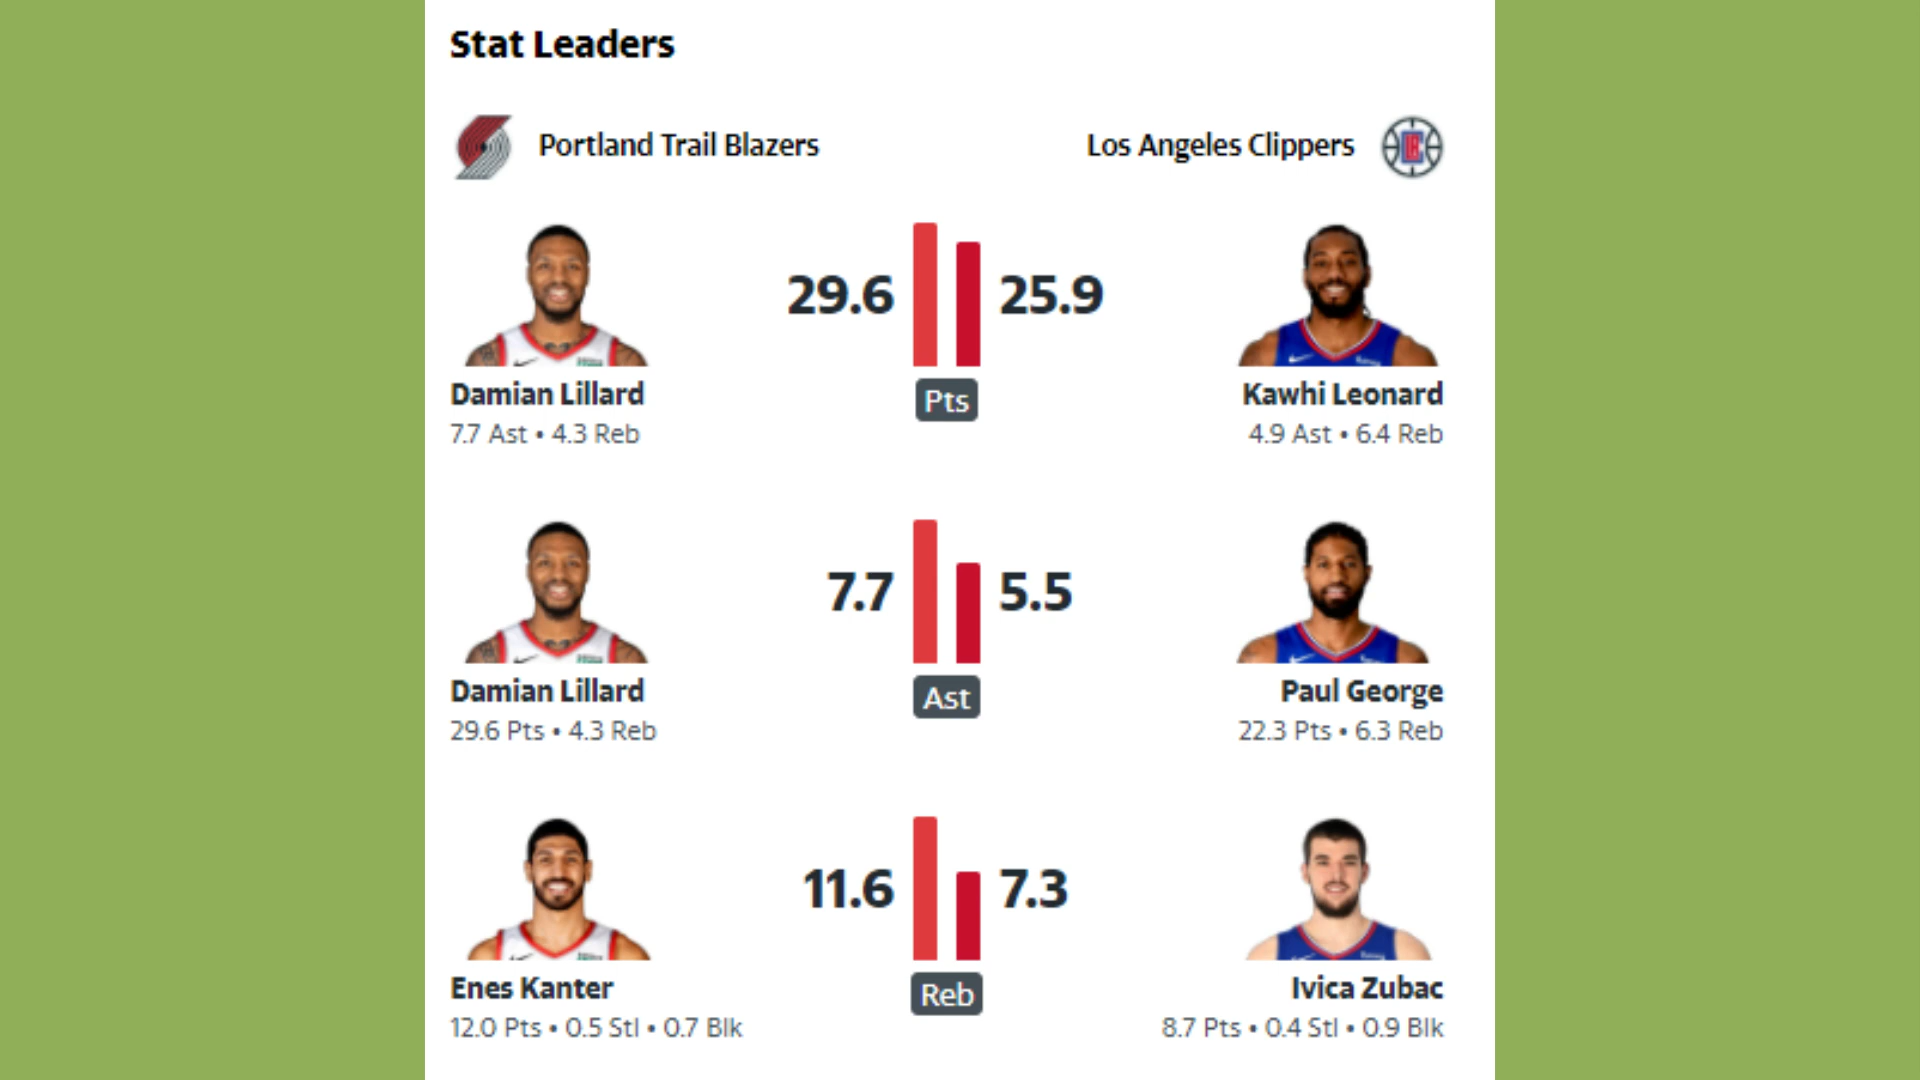 Stat Leaders
Portland Trail Blazers
Los Angeles Clippers
29.6
25.9
Pts
Damian Lillard
7.7 Ast • 4.3 Reb
Kawhi Leonard
4.9 Ast • 6.4 Reb
7.7
5.5
Ast
Damian Lillard
29.6 Pts • 4.3 Reb
Paul George
22.3 Pts • 6.3 Reb
11.6
7.3
Reb
Enes Kanter
12.0 Pts • 0.5 Stl • 0.7 Blk
Ivica Zubac
8.7 Pts • 0.4 Stl • 0.9 Blk